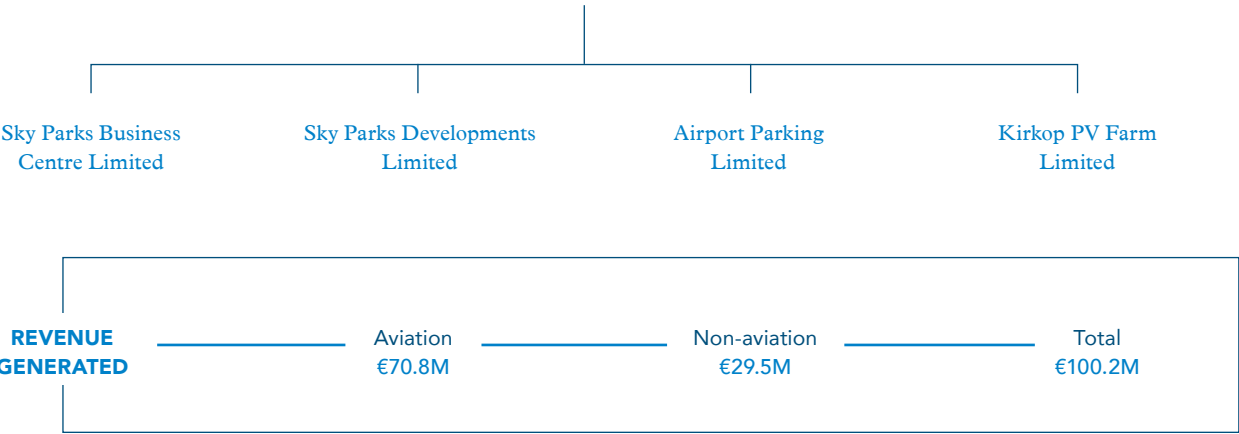 Sky Parks Business
Centre Limited
Sky Parks Developments
Limited
Airport Parking
Limited
Kirkop PV Farm
Limited
REVENUE
GENERATED
Aviation
€70.8M
Non-aviation
€29.5M
Total
€100.2M